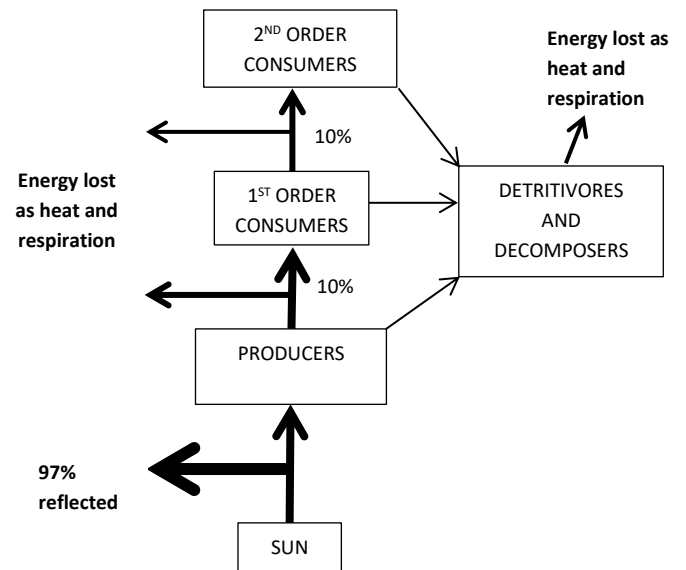 2ND ORDER
CONSUMERS
Energy lost as
heat and
respiration
10%
Energy lost
as heat and
respiration
1ST ORDER
CONSUMERS
DETRITIVORES
AND
DECOMPOSERS
10%
PRODUCERS
97%
reflected
SUN